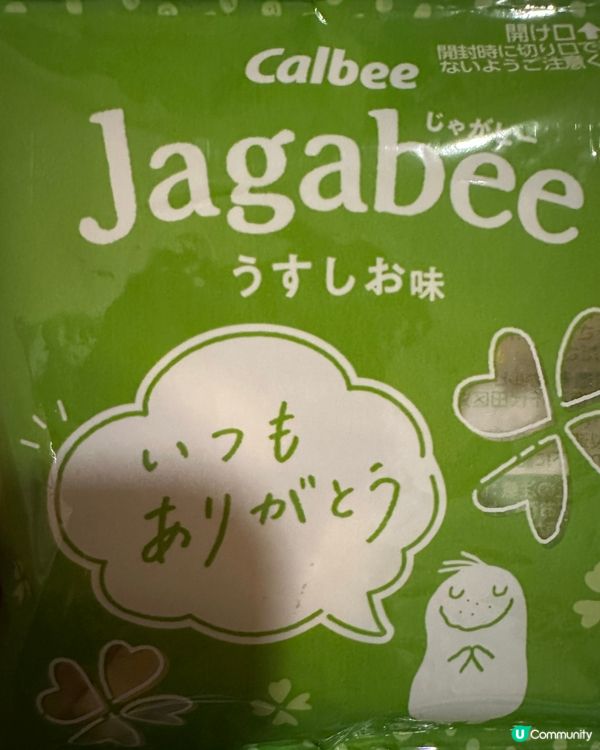 開け口
開封時に切り口で
ないようご注意く
Calbee
じゃがビー
Jagabee
うすしお味
いつも
ありがとう
U Community